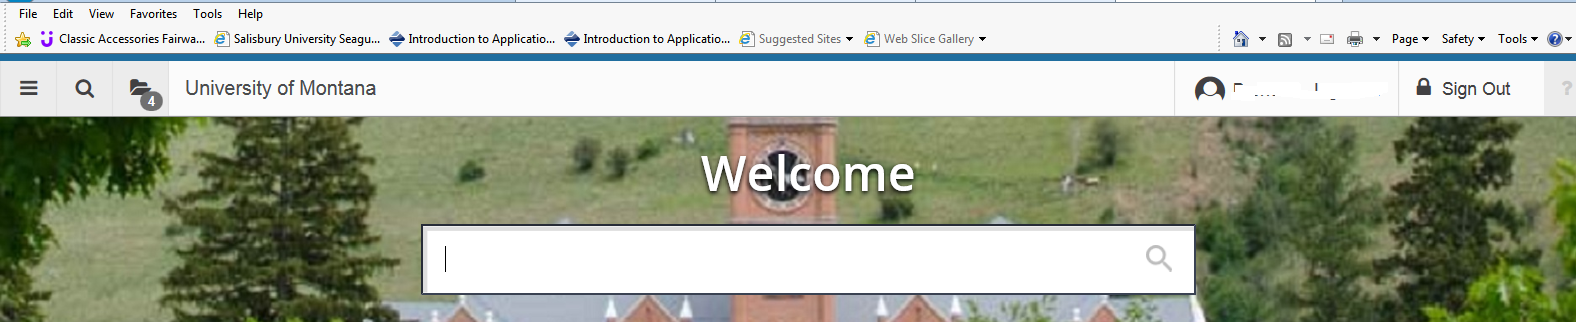 File Edit View Favorites Tools Help
Classic Accessories Fairwa... Salisbury University Seagu... Introduction to Applicatio... Introduction to Applicatio... Suggested Sites Web Slice Gallery Page Safety Tools ?
4 University of Montana Sign Out ?
Welcome